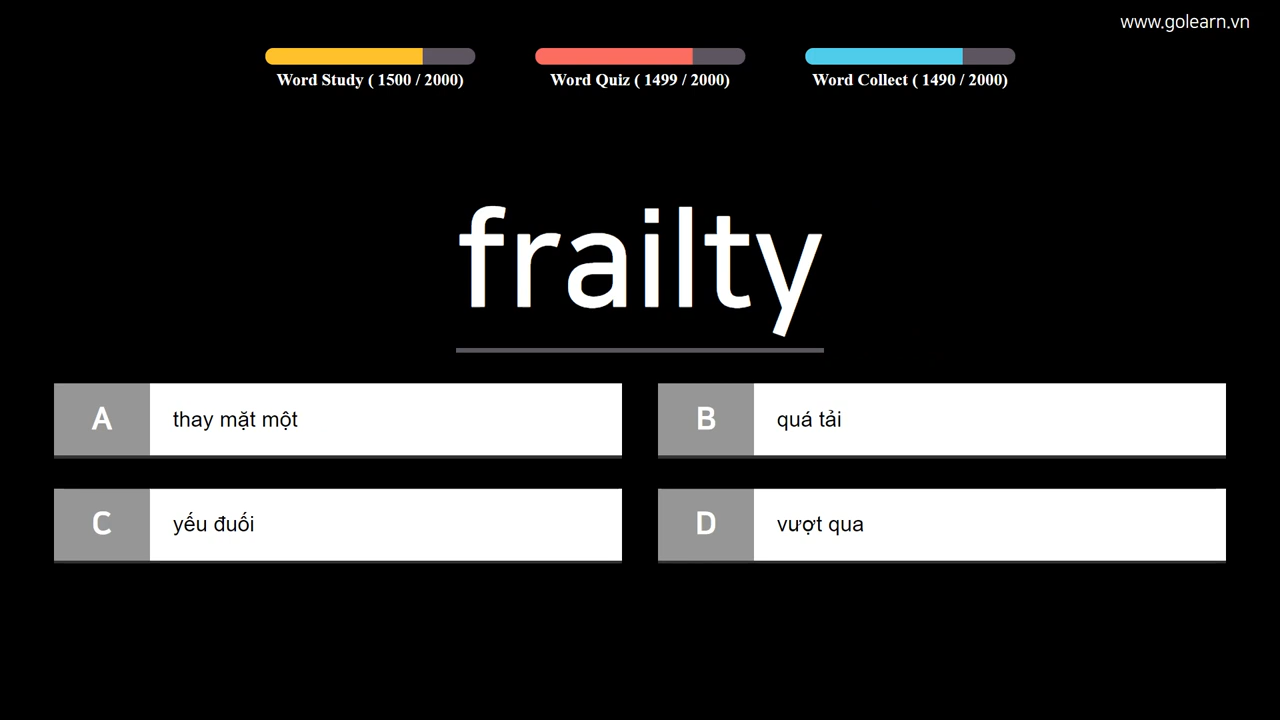 www.golearn.vn
Word Study ( 1500 / 2000)
Word Quiz ( 1499 / 2000)
Word Collect ( 1490 / 2000)
frailty
A thay mặt một
B quá tải
C yếu đuối
D vượt qua